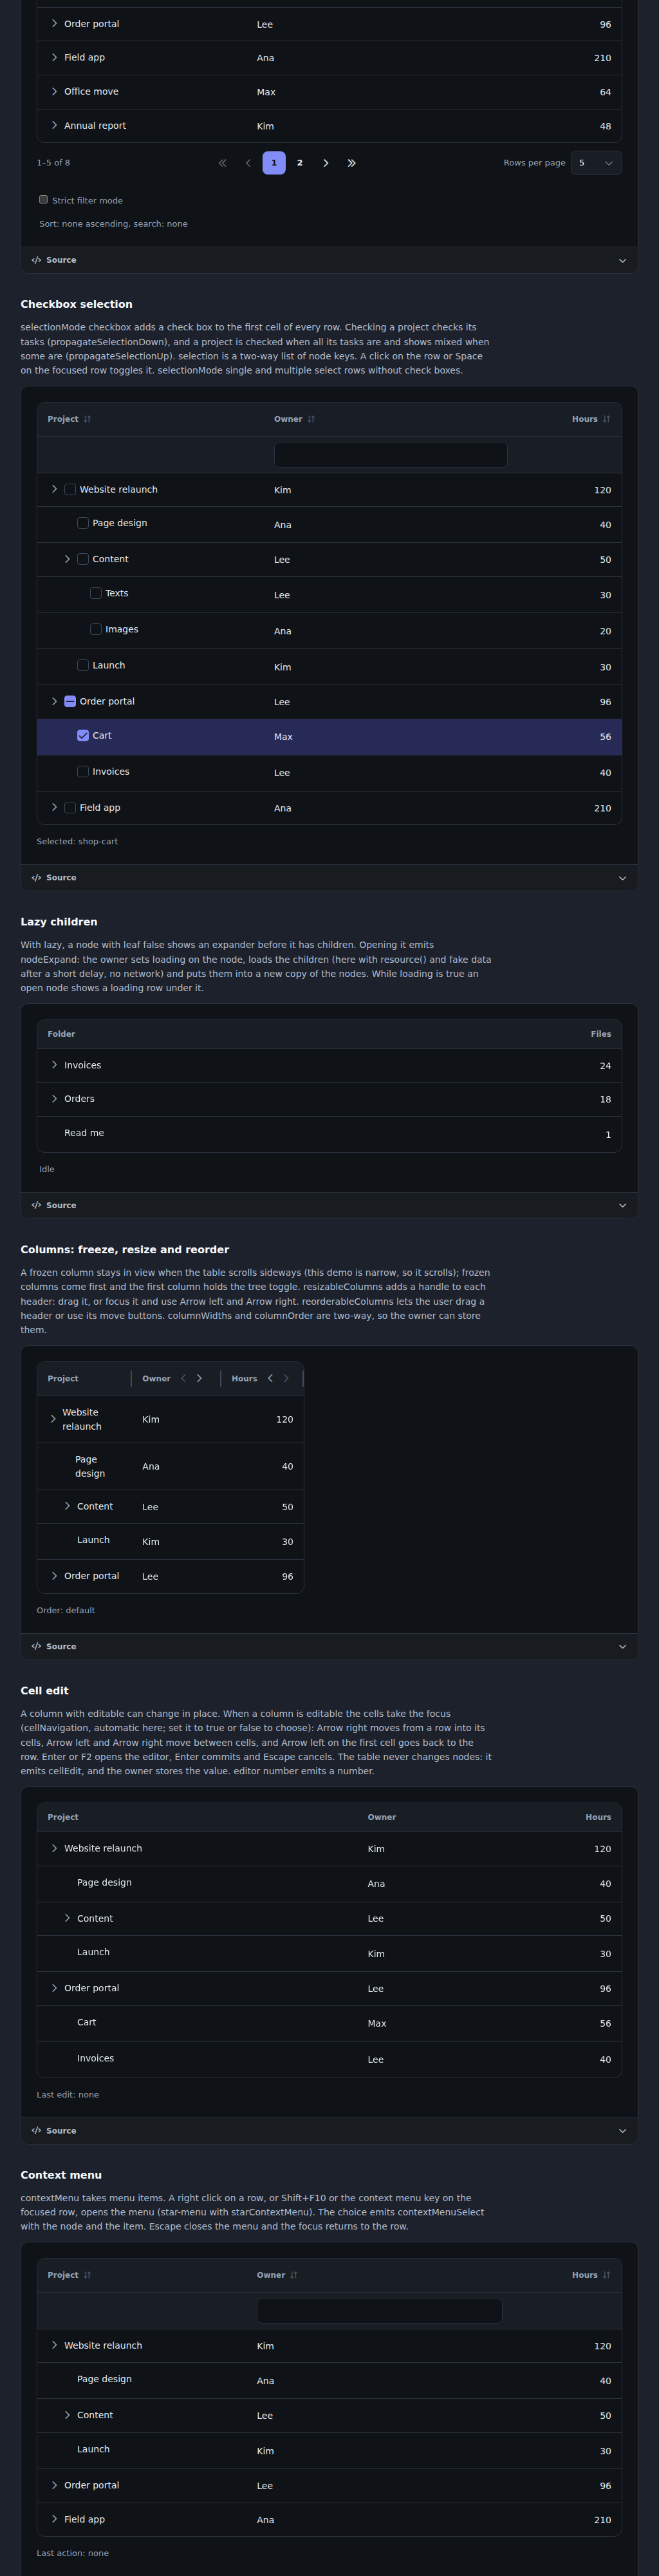 Order portal Lee 96
Field app Ana 210
Office move Max 64
Annual report Kim 48
1–5 of 8 1 2 Rows per page 5
Strict filter mode
Sort: none ascending, search: none
Source
Checkbox selection
selectionMode checkbox adds a check box to the first cell of every row. Checking a project checks its
tasks (propagateSelectionDown), and a project is checked when all its tasks are and shows mixed when
some are (propagateSelectionUp). selection is a two-way list of node keys. A click on the row or Space
on the focused row toggles it. selectionMode single and multiple select rows without check boxes.
Project Owner Hours
Website relaunch Kim 120
Page design Ana 40
Content Lee 50
Texts Lee 30
Images Ana 20
Launch Kim 30
Order portal Lee 96
Cart Max 56
Invoices Lee 40
Field app Ana 210
Selected: shop-cart
Source
Lazy children
With lazy, a node with leaf false shows an expander before it has children. Opening it emits
nodeExpand: the owner sets loading on the node, loads the children (here with resource() and fake data
after a short delay, no network) and puts them into a new copy of the nodes. While loading is true an
open node shows a loading row under it.
Folder Files
Invoices 24
Orders 18
Read me 1
Idle
Source
Columns: freeze, resize and reorder
A frozen column stays in view when the table scrolls sideways (this demo is narrow, so it scrolls); frozen
columns come first and the first column holds the tree toggle. resizableColumns adds a handle to each
header: drag it, or focus it and use Arrow left and Arrow right. reorderableColumns lets the user drag a
header or use its move buttons. columnWidths and columnOrder are two-way, so the owner can store
them.
Project Owner Hours
Website
relaunch Kim 120
Page
design Ana 40
Content Lee 50
Launch Kim 30
Order portal Lee 96
Order: default
Source
Cell edit
A column with editable can change in place. When a column is editable the cells take the focus
(cellNavigation, automatic here; set it to true or false to choose): Arrow right moves from a row into its
cells, Arrow left and Arrow right move between cells, and Arrow left on the first cell goes back to the
row. Enter or F2 opens the editor, Enter commits and Escape cancels. The table never changes nodes: it
emits cellEdit, and the owner stores the value. editor number emits a number.
Project Owner Hours
Website relaunch Kim 120
Page design Ana 40
Content Lee 50
Launch Kim 30
Order portal Lee 96
Cart Max 56
Invoices Lee 40
Last edit: none
Source
Context menu
contextMenu takes menu items. A right click on a row, or Shift+F10 or the context menu key on the
focused row, opens the menu (star-menu with starContextMenu). The choice emits contextMenuSelect
with the node and the item. Escape closes the menu and the focus returns to the row.
Project Owner Hours
Website relaunch Kim 120
Page design Ana 40
Content Lee 50
Launch Kim 30
Order portal Lee 96
Field app Ana 210
Last action: none